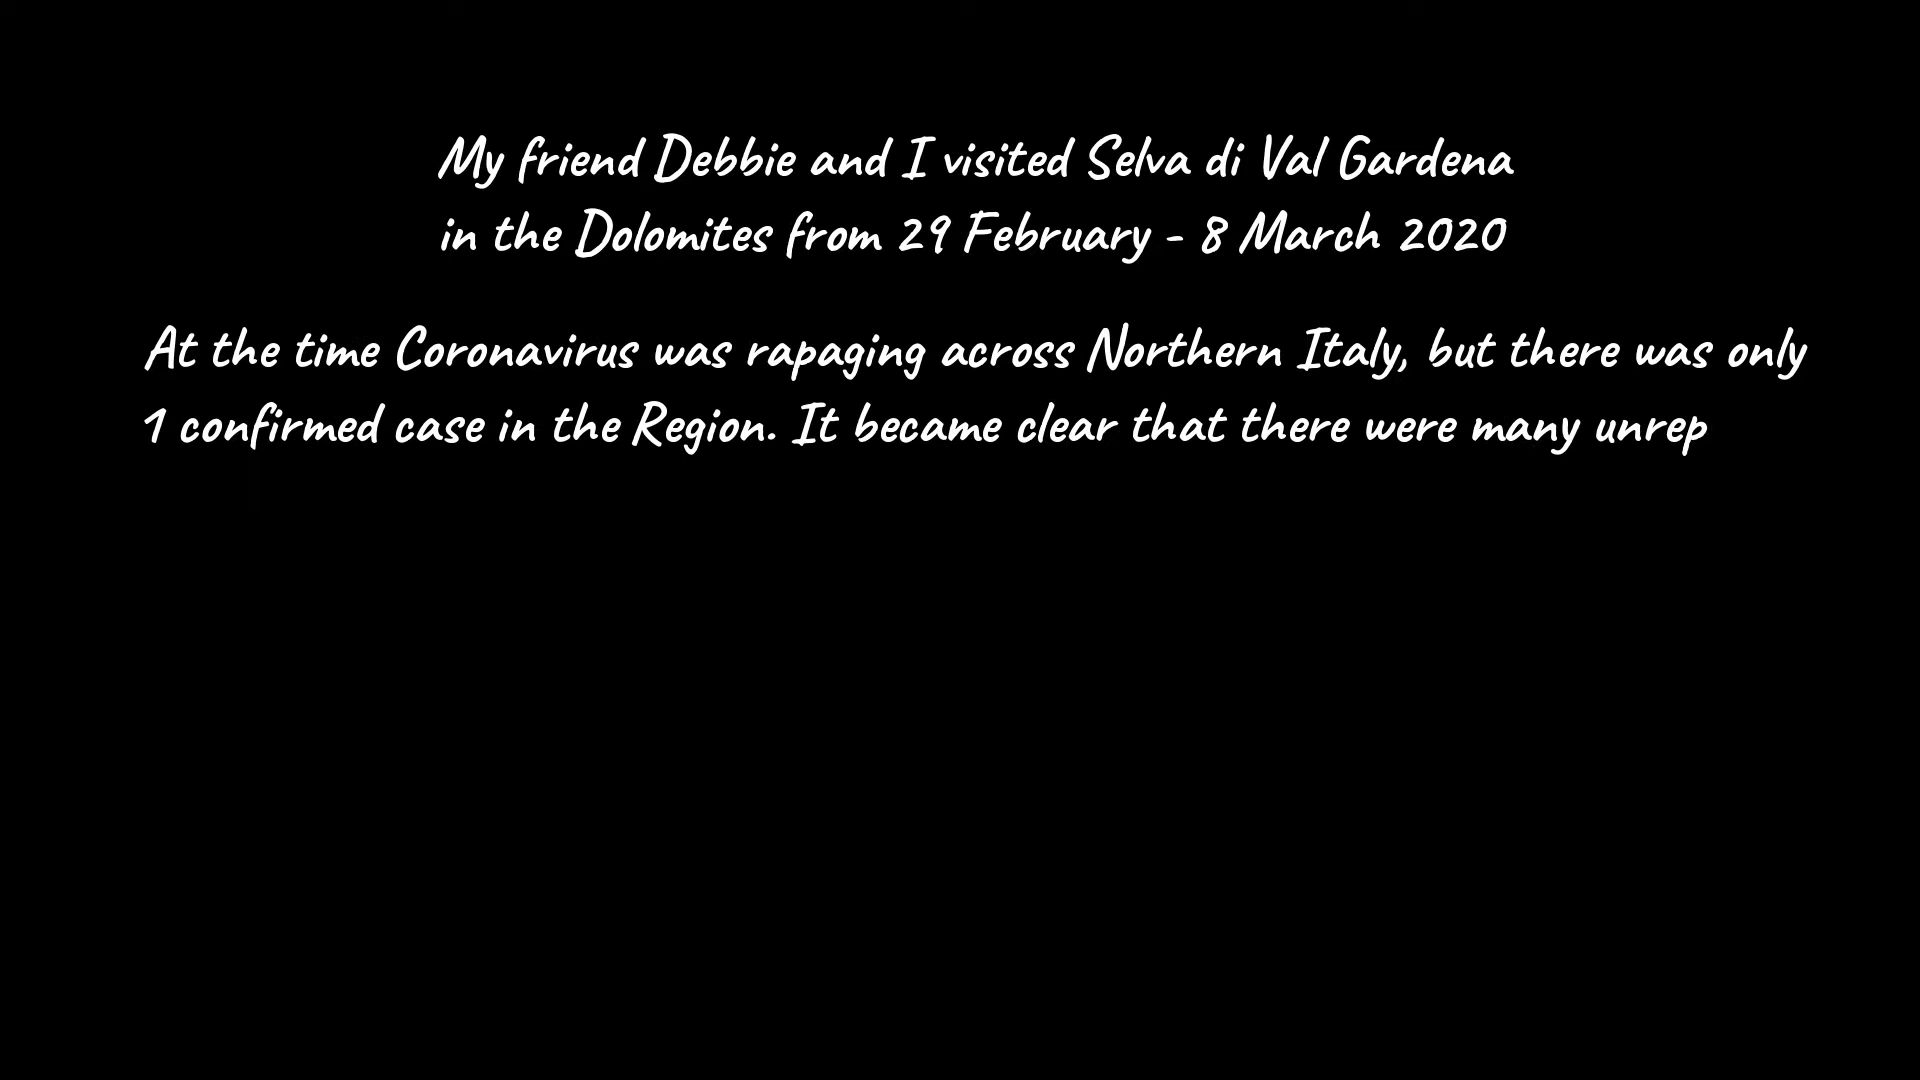 My friend Debbie and I visited Selva di Val Gardena
in the Dolomites from 29 February - 8 March 2020
At the time Coronavirus was rapaging across Northern Italy, but there was only
1 confirmed case in the Region. It became clear that there were many unrep